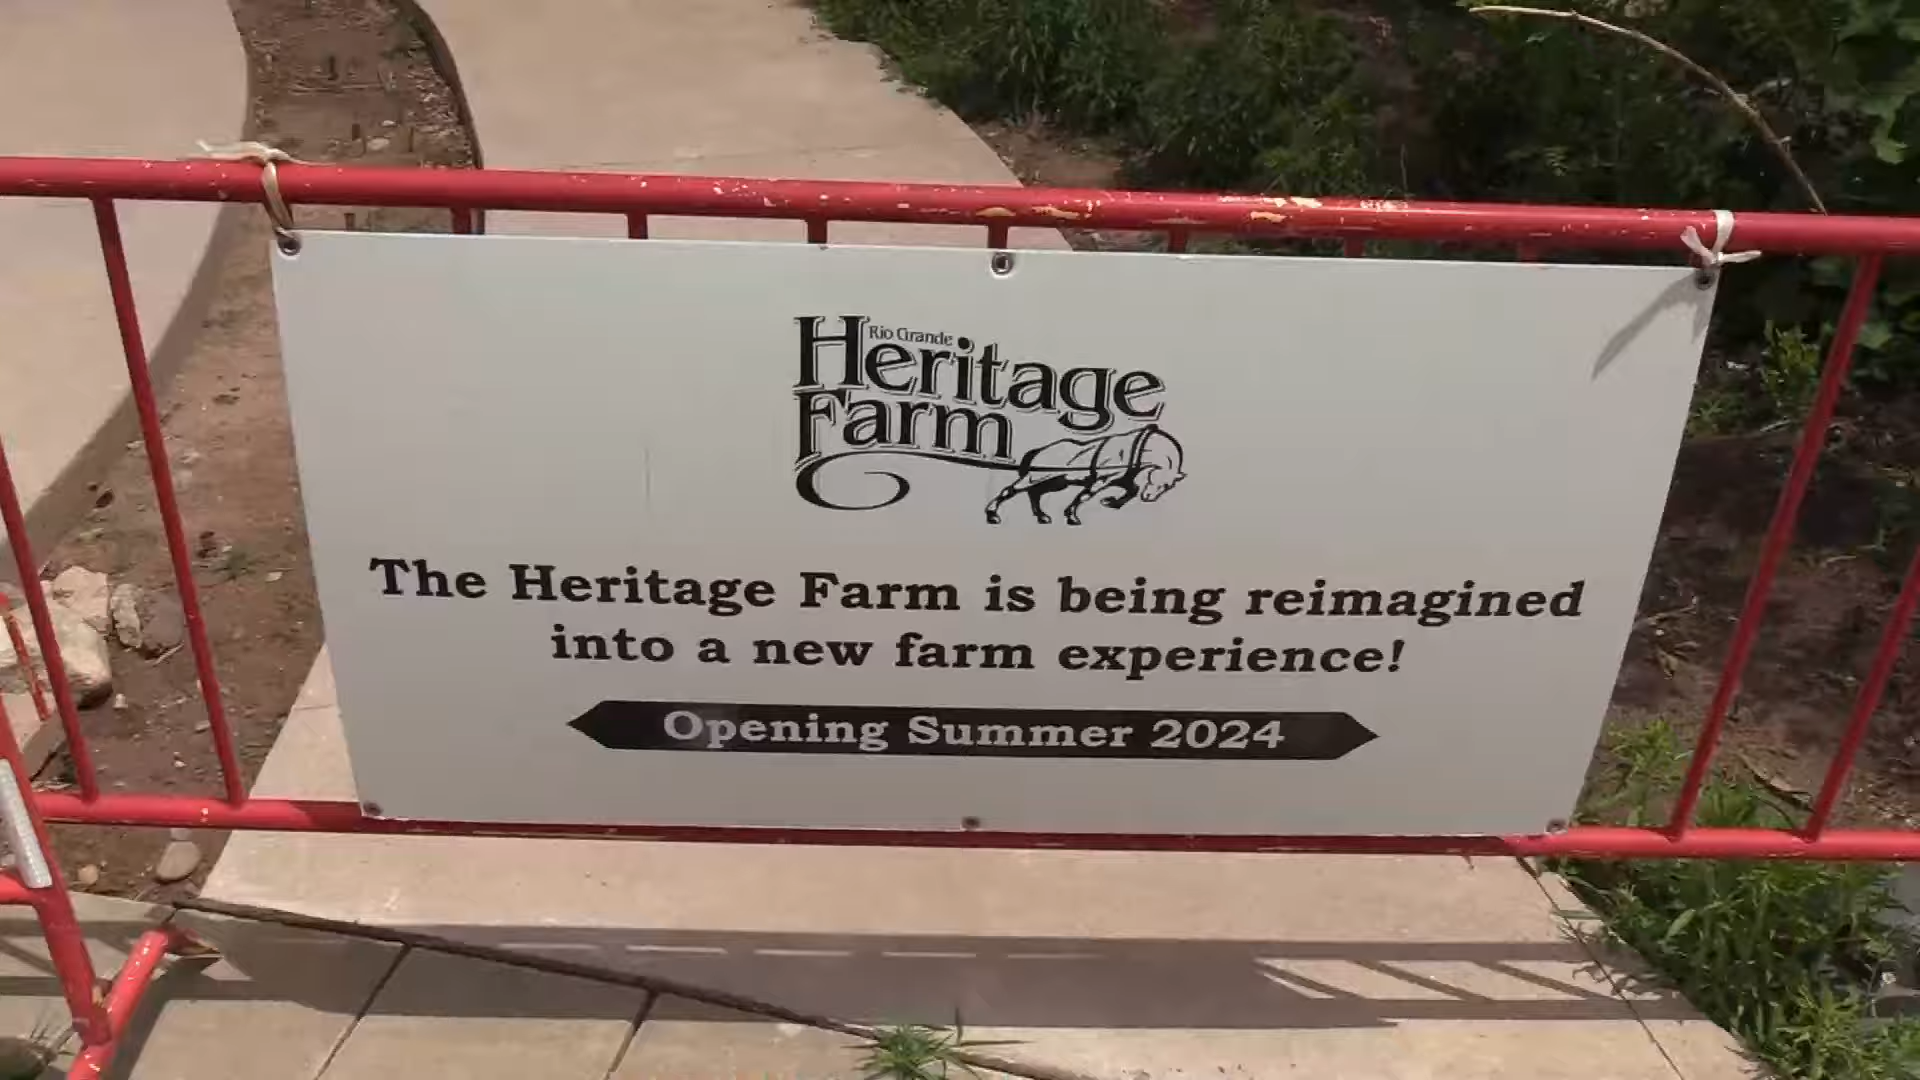 Rio Grande
Heritage
Farm
The Heritage Farm is being reimagined
into a new farm experience!
Opening Summer 2024